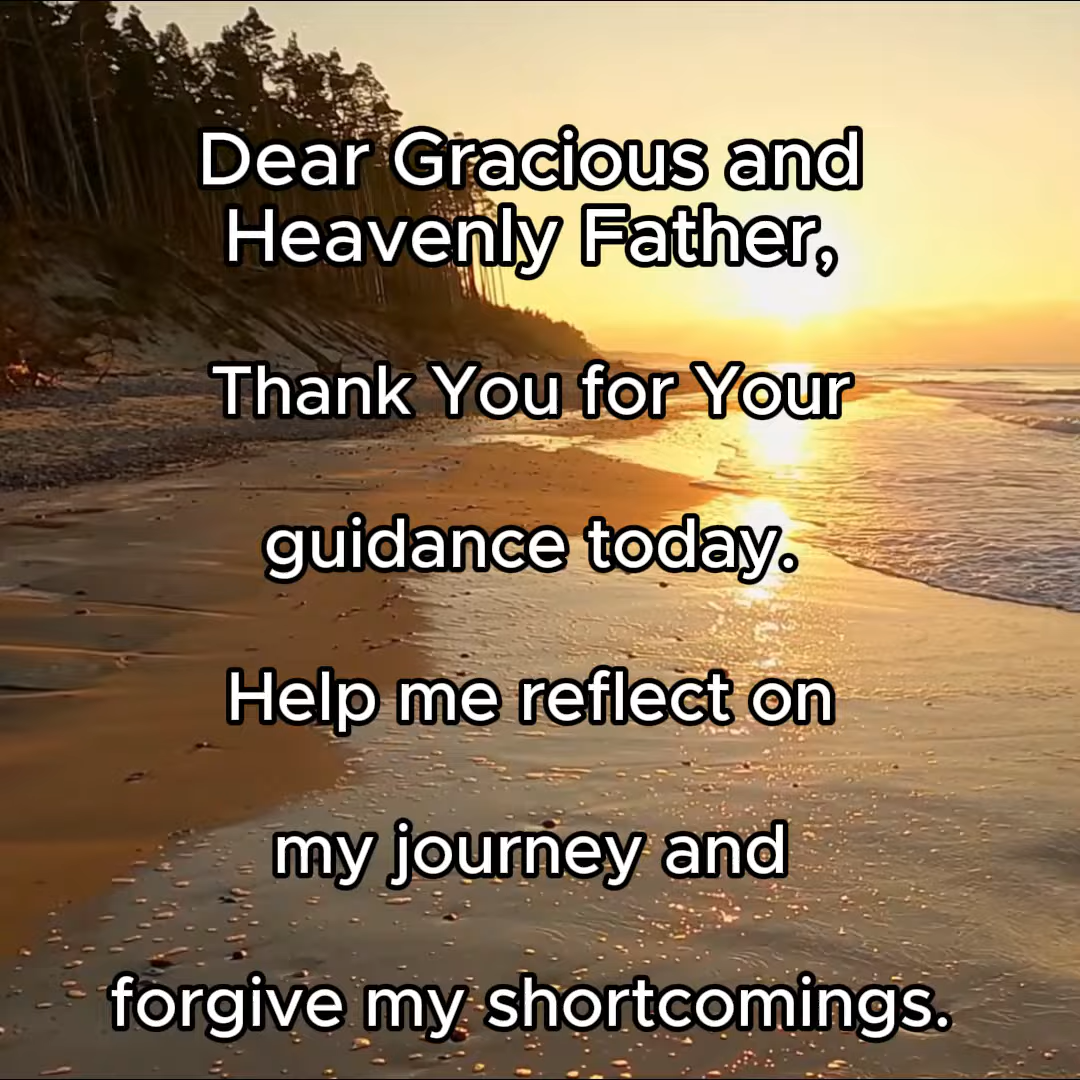 Dear Gracious and
Heavenly Father,
Thank You for Your
guidance today.
Help me reflect on
my journey and
forgive my shortcomings.